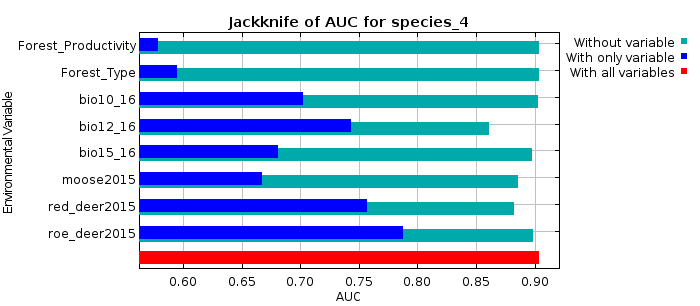 Jackknife of AUC for species_4
Environmental Variable
Forest_Productivity
Forest_Type
bio10_16
bio12_16
bio15_16
moose2015
red_deer2015
roe_deer2015
0.60 0.65 0.70 0.75 0.80 0.85 0.90
AUC
Without variable
With only variable
With all variables